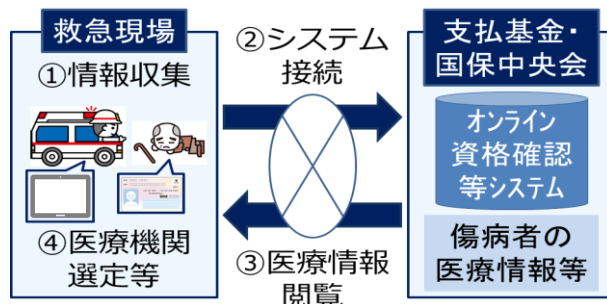 救急現場
①情報収集
④医療機関
選定等
②システム
接続
③医療情報
閲覧
支払基金・
国保中央会
オンライン
資格確認
等システム
傷病者の
医療情報等